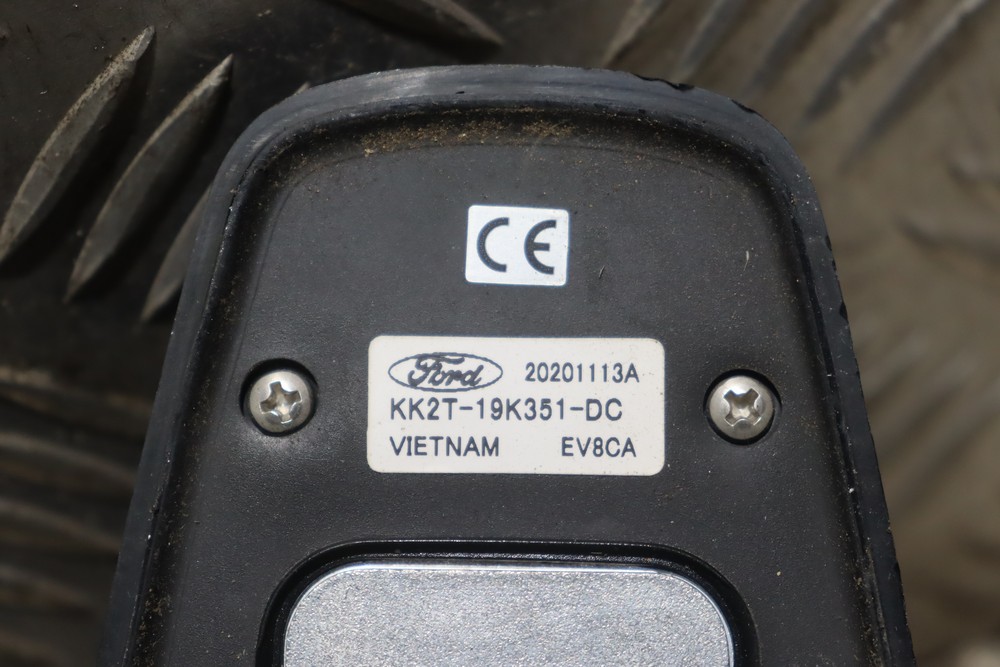 CE
Ford 20201113A
KK2T-19K351-DC
VIETNAM EV8CA